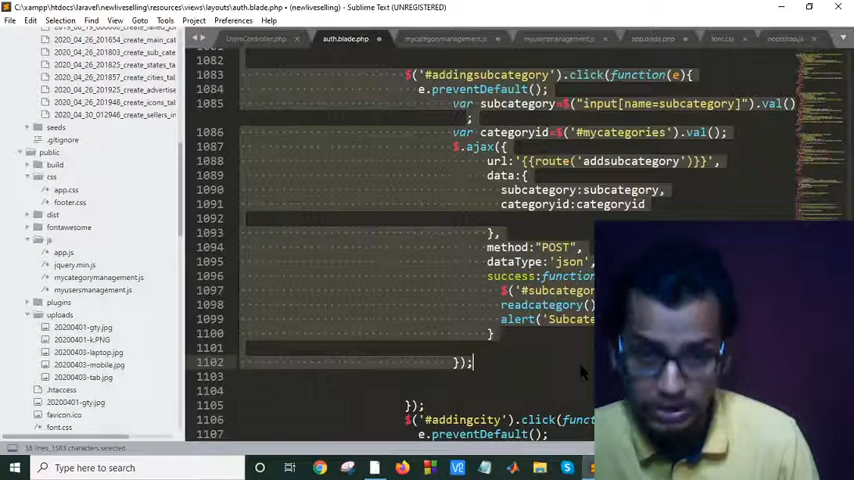 C:\xampp\htdocs\laravel\newliveselling\resources\views\layouts\auth.blade.php • (newliveselling) - Sublime Text (UNREGISTERED)
File Edit Selection Find View Goto Tools Project Preferences Help
UsersController.php
auth.blade.php
mycategorymanagement.js
myusersmanagement.js
app.blade.php
font.css
bootstrap.js
2020_04_26_201654_create_main_c
2020_04_26_201825_create_sub_cat
2020_04_26_201857_create_cities_ta
2020_04_26_201925_create_advertise
2020_04_26_201948_create_icons_ta
2020_04_30_012946_create_sellers_in
seeds
.gitignore
public
build
css
app.css
footer.css
dist
fontawesome
js
app.js
jquery.min.js
mycategorymanagement.js
myusersmanagement.js
plugins
uploads
20200401-gty.jpg
20200401-k.PNG
20200403-laptop.jpg
20200403-mobile.jpg
20200403-tab.jpg
.htaccess
20200401-gty.jpg
favicon.ico
font.css
1082
1083 $('#addingsubcategory').click(function(e){
1084 e.preventDefault();
1085 var subcategory=$("input[name=subcategory]").val()
;
1086 var categoryid=$('#mycategories').val();
1087 $.ajax({
1088 url:'{{route('addsubcategory')}}',
1089 data:{
1090 subcategory:subcategory,
1091 categoryid:categoryid
1092
1093 },
1094 method:"POST",
1095 dataType:'json',
1096 success:function
1097 $('#subcategor
1098 readcategory()
1099 alert('Subcate
1100 }
1101
1102 });
1103
1104
1105 });
1106 $('#addingcity').click(func
1107 e.preventDefault();
characters selected
Type here to search